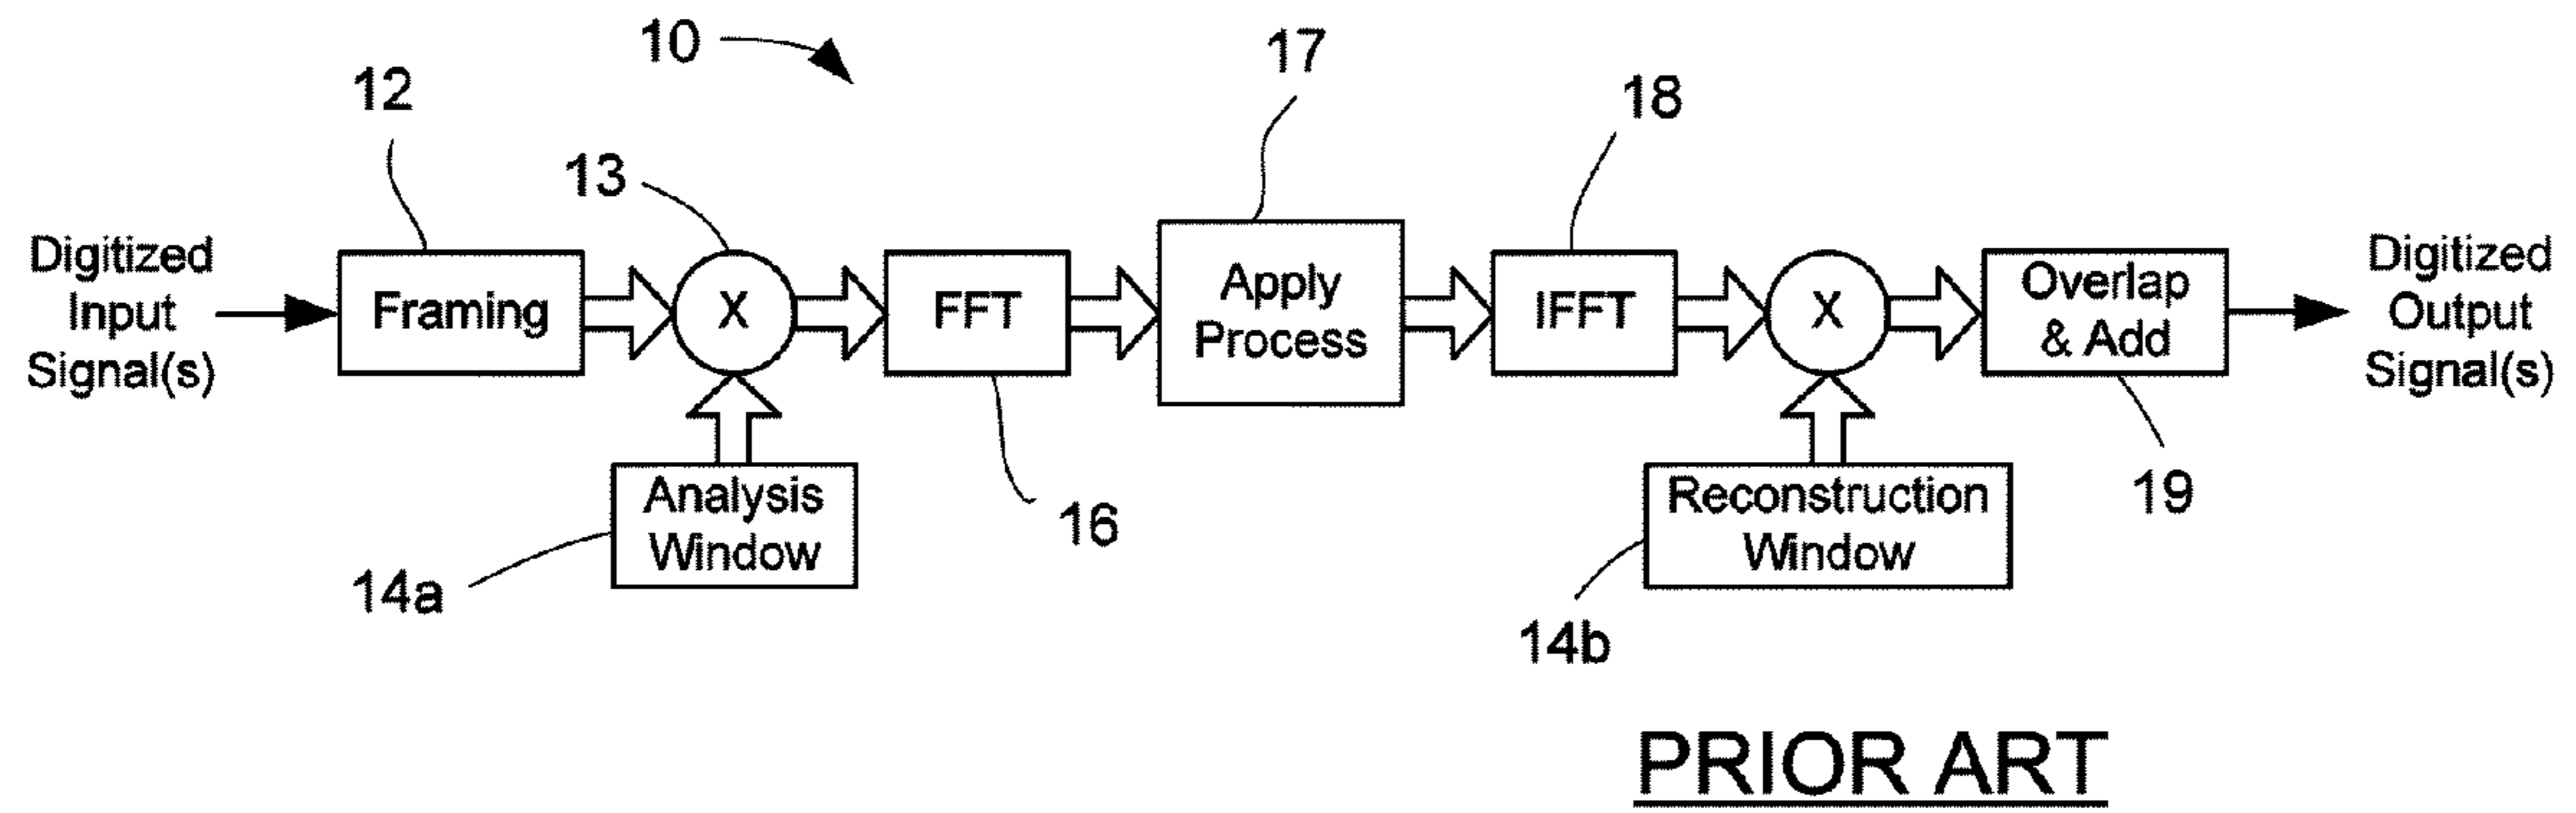 10
17
12
18
13
Digitized
Input
Signal(s)
Framing
X
FFT
Apply
Process
IFFT
X
Overlap
& Add
Digitized
Output
Signal(s)
Analysis
Window
14a
16
Reconstruction
Window
14b
19
PRIOR ART